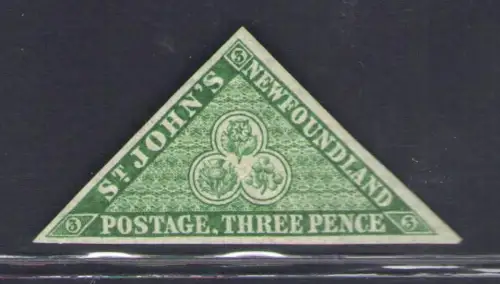 3
ST JOHN'S
NEWFOUNDLAND
3 POSTAGE. THREE PENCE 3